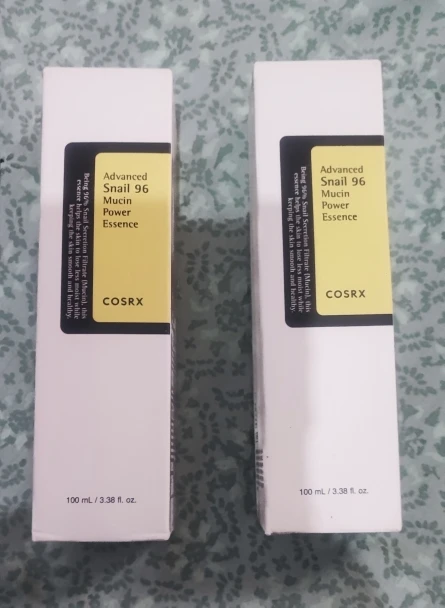 Advanced
Snail 96
Mucin
Power
Essence
Being 96% Snail Secretion Filtrate (Mucin), this
essence helps the skin to lose less moist while
keeping the skin smooth and healthy.
COSRX
100 mL / 3.38 fl. oz.
Advanced
Snail 96
Mucin
Power
Essence
Being 96% Snail Secretion Filtrate (Mucin), this
essence helps the skin to lose less moist while
keeping the skin smooth and healthy.
COSRX
100 mL / 3.38 fl. oz.